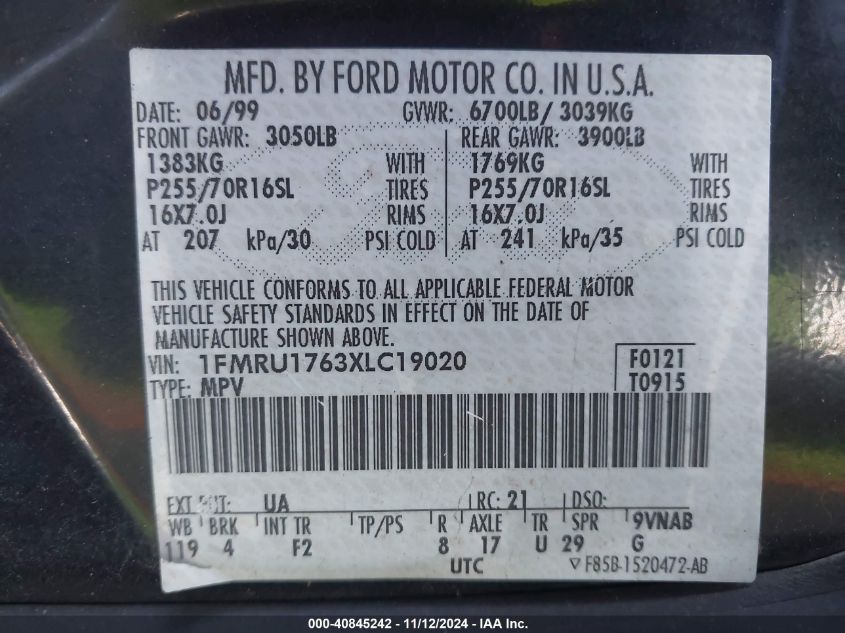 MFD. BY FORD MOTOR CO. IN U.S.A.
DATE: 06/99 GVWR: 6700LB/ 3039KG
FRONT GAWR: 3050LB REAR GAWR: 3900LB
1383KG WITH 1769KG WITH
P255/70R16SL TIRES P255/70R16SL TIRES
16X7.0J RIMS 16X7.0J RIMS
AT 207 kPa/30 PSI COLD AT 241 kPa/35 PSI COLD
THIS VEHICLE CONFORMS TO ALL APPLICABLE FEDERAL MOTOR
VEHICLE SAFETY STANDARDS IN EFFECT ON THE DATE OF
MANUFACTURE SHOWN ABOVE.
VIN: 1FMRU1763XLC19020 F0121
TYPE: MPV T0915
EXT PNT: UA RC: 21 DSO:
WB BRK INT TR TP/PS R AXLE TR SPR 9VNAB
119 4 F2 8 17 U 29 G
UTC ▽ F85B-1520472-AB
000-40845242 - 11/12/2024 - IAA Inc.